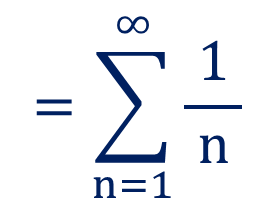 = ∑_{n=1}^{∞} 1/n